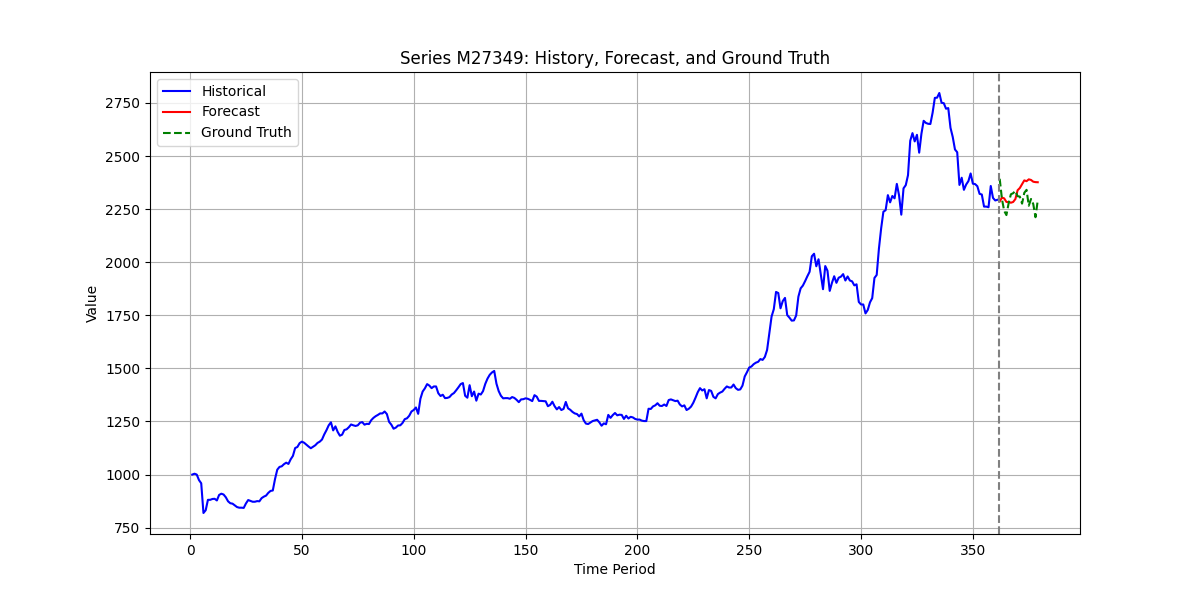 Series M27349: History, Forecast, and Ground Truth
Historical
Forecast
Ground Truth
2750
2500
2250
2000
1750
1500
1250
1000
750
Value
0 50 100 150 200 250 300 350
Time Period